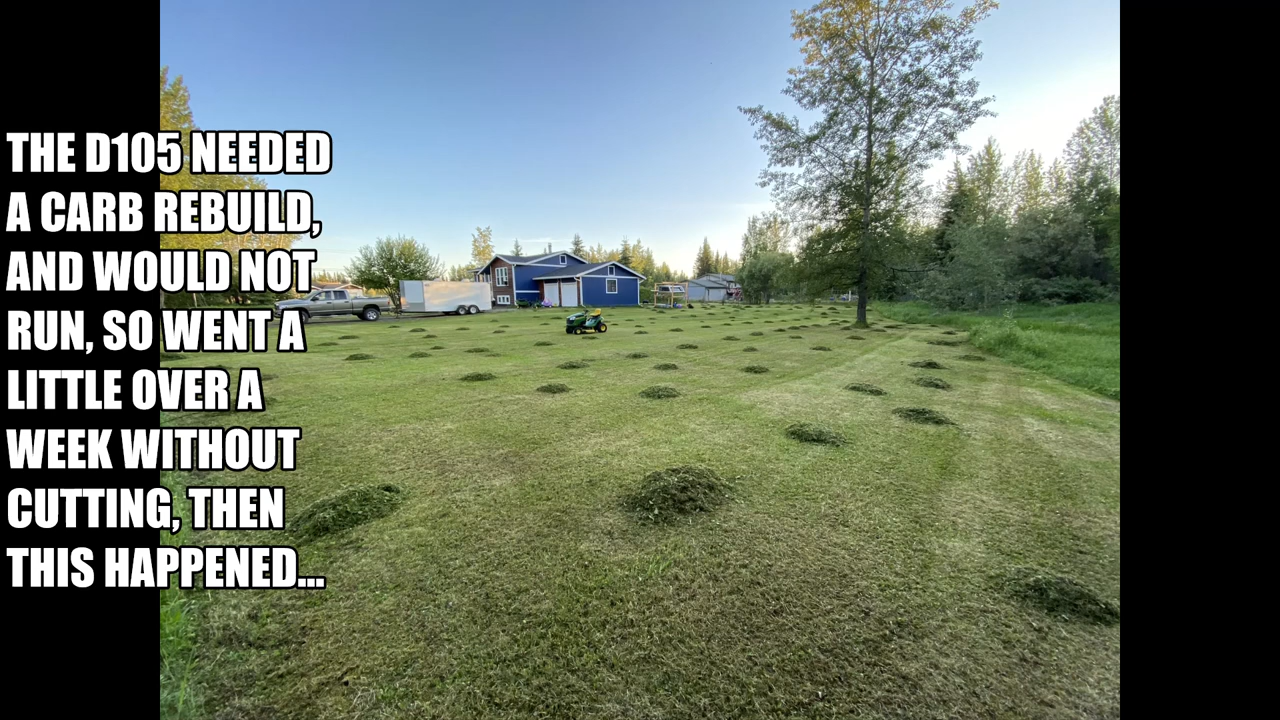 THE D105 NEEDED
A CARB REBUILD,
AND WOULD NOT
RUN, SO WENT A
LITTLE OVER A
WEEK WITHOUT
CUTTING, THEN
THIS HAPPENED...